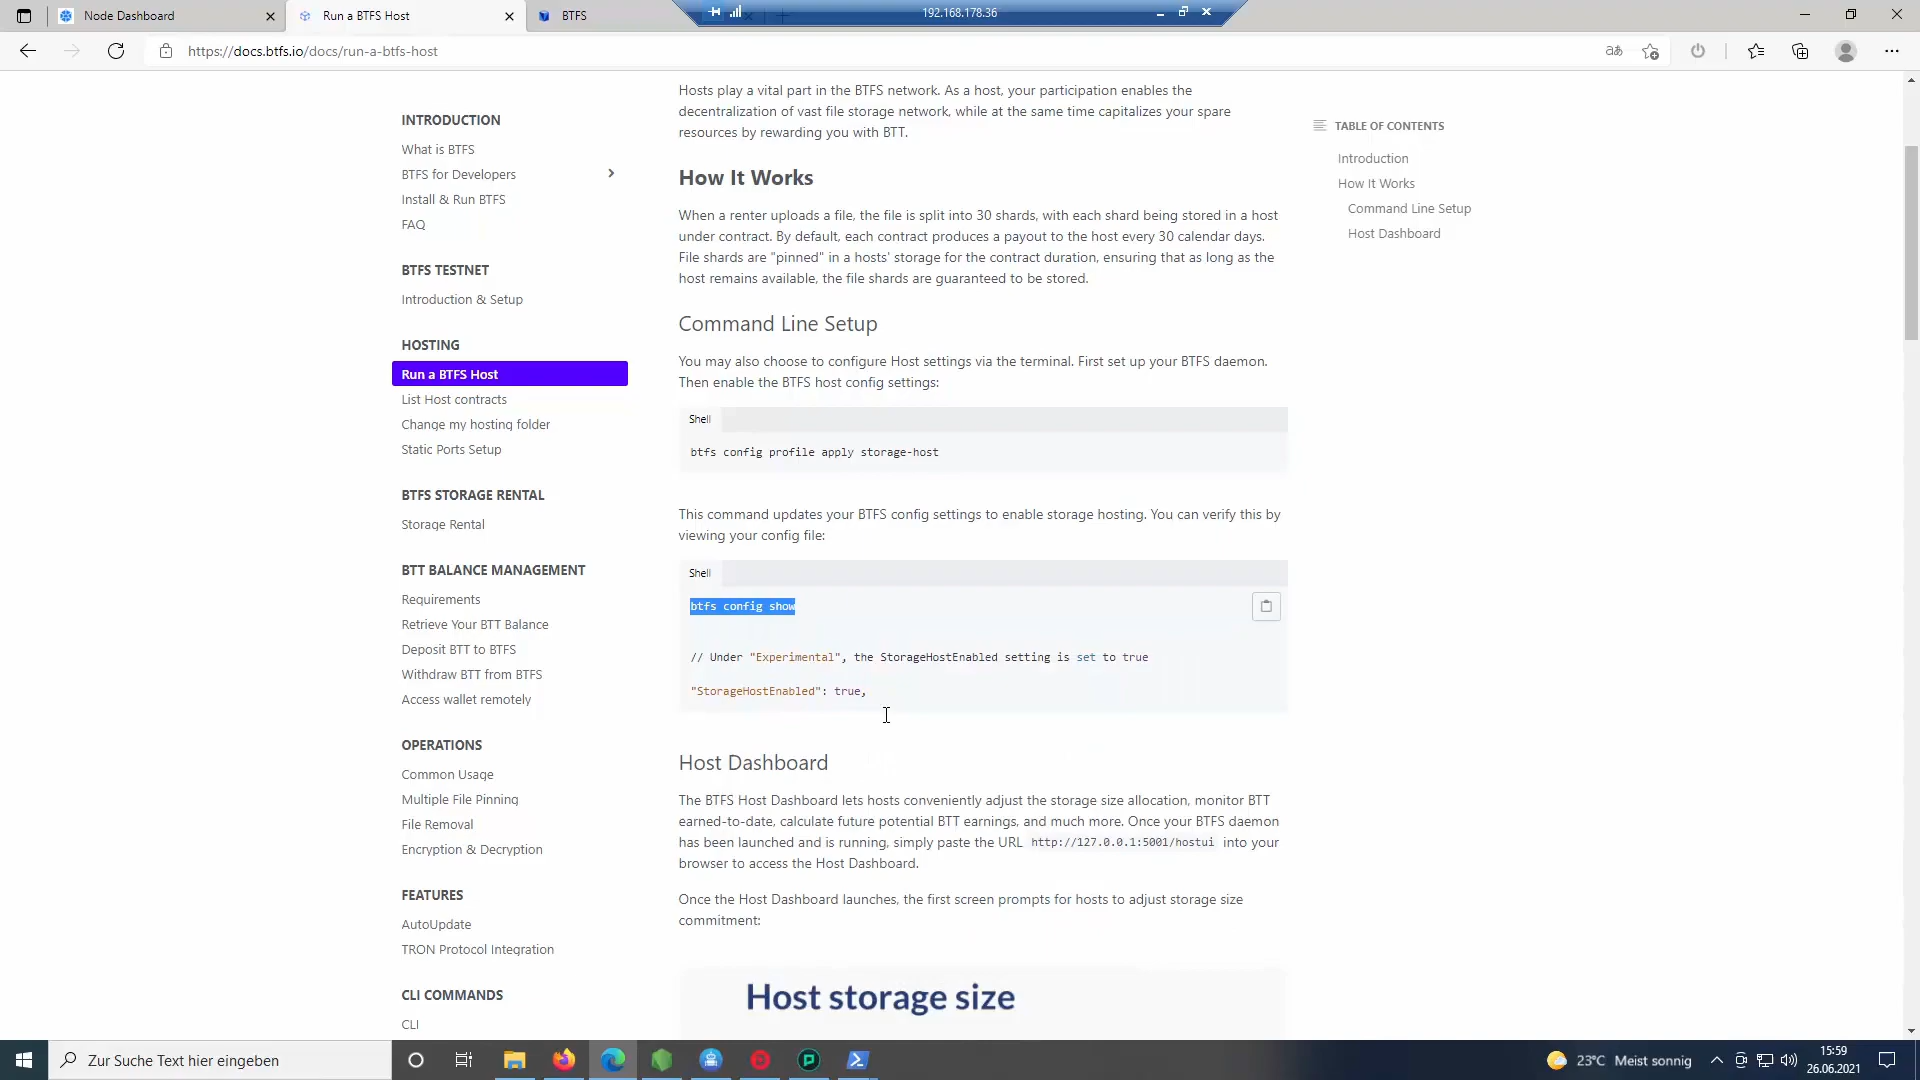 Node Dashboard
Run a BTFS Host
BTFS
192.168.178.36
https://docs.btfs.io/docs/run-a-btfs-host
INTRODUCTION
What is BTFS
BTFS for Developers
Install & Run BTFS
FAQ
BTFS TESTNET
Introduction & Setup
HOSTING
Run a BTFS Host
List Host contracts
Change my hosting folder
Static Ports Setup
BTFS STORAGE RENTAL
Storage Rental
BTT BALANCE MANAGEMENT
Requirements
Retrieve Your BTT Balance
Deposit BTT to BTFS
Withdraw BTT from BTFS
Access wallet remotely
OPERATIONS
Common Usage
Multiple File Pinning
File Removal
Encryption & Decryption
FEATURES
AutoUpdate
TRON Protocol Integration
CLI COMMANDS
CLI
Hosts play a vital part in the BTFS network. As a host, your participation enables the
decentralization of vast file storage network, while at the same time capitalizes your spare
resources by rewarding you with BTT.
How It Works
When a renter uploads a file, the file is split into 30 shards, with each shard being stored in a host
under contract. By default, each contract produces a payout to the host every 30 calendar days.
File shards are "pinned" in a hosts' storage for the contract duration, ensuring that as long as the
host remains available, the file shards are guaranteed to be stored.
Command Line Setup
You may also choose to configure Host settings via the terminal. First set up your BTFS daemon.
Then enable the BTFS host config settings:
Shell
btfs config profile apply storage-host
This command updates your BTFS config settings to enable storage hosting. You can verify this by
viewing your config file:
Shell
btfs config show
// Under "Experimental", the StorageHostEnabled setting is set to true
"StorageHostEnabled": true,
Host Dashboard
The BTFS Host Dashboard lets hosts conveniently adjust the storage size allocation, monitor BTT
earned-to-date, calculate future potential BTT earnings, and much more. Once your BTFS daemon
has been launched and is running, simply paste the URL http://127.0.0.1:5001/hostui into your
browser to access the Host Dashboard.
Once the Host Dashboard launches, the first screen prompts for hosts to adjust storage size
commitment:
Host storage size
TABLE OF CONTENTS
Introduction
How It Works
Command Line Setup
Host Dashboard
Zur Suche Text hier eingeben
23°C Meist sonnig
15:59
26.06.2021